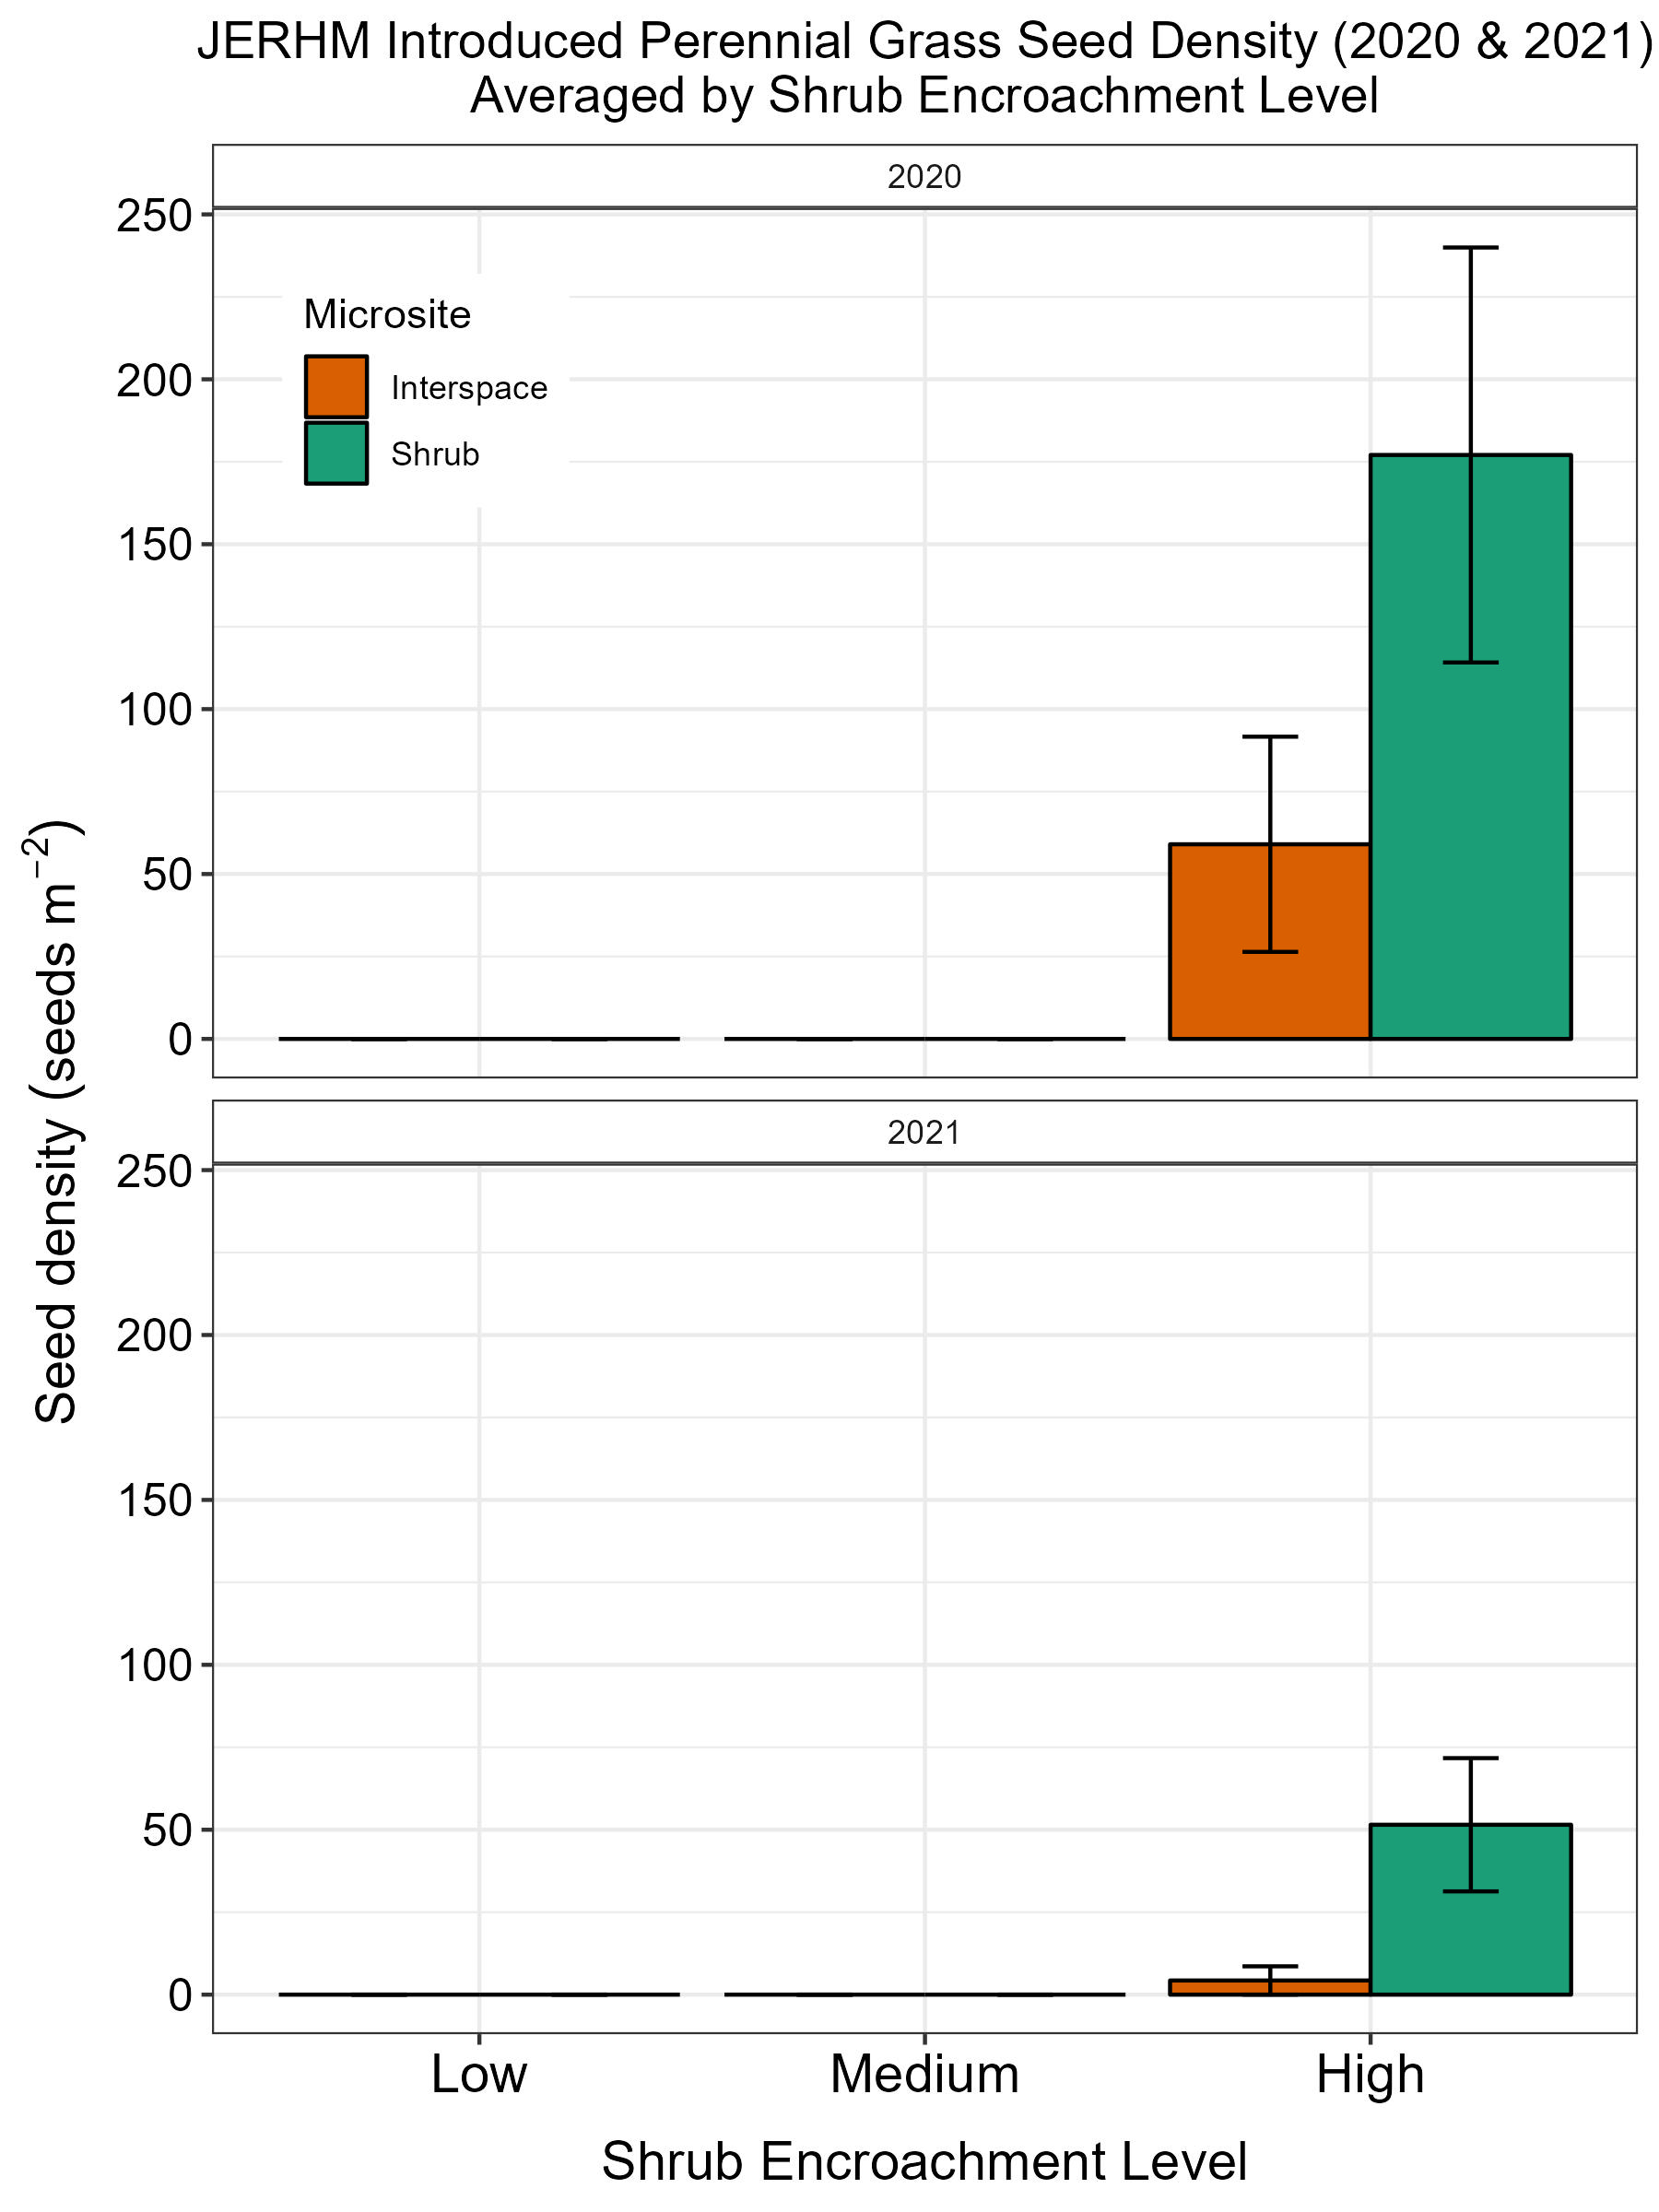 JERHM Introduced Perennial Grass Seed Density (2020 & 2021)
Averaged by Shrub Encroachment Level
2020
250
200
150
100
50
0
Microsite
Interspace
Shrub
Seed density (seeds m⁻²)
2021
250
200
150
100
50
0
Low Medium High
Shrub Encroachment Level